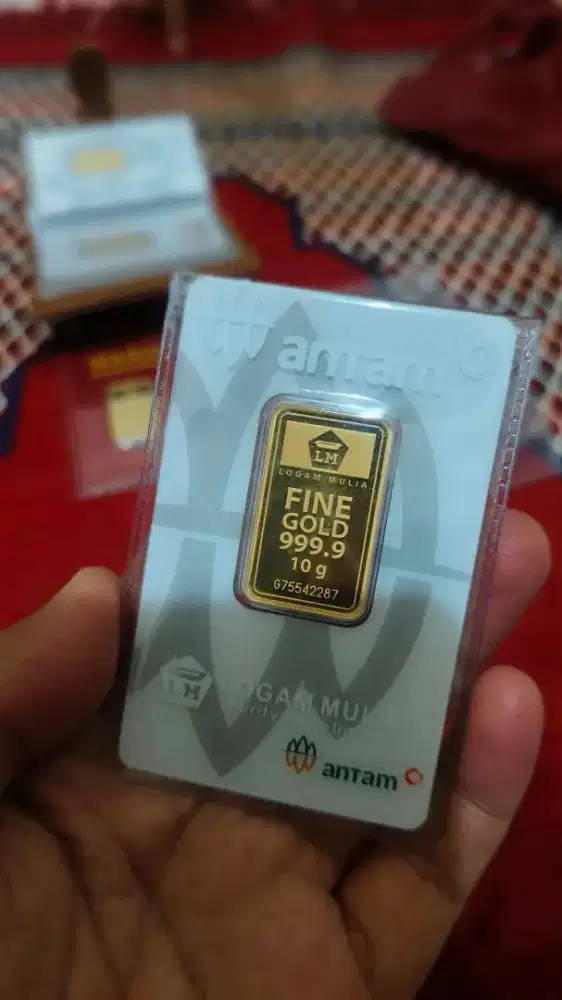 antam
LM
LOGAM MULIA
FINE
GOLD
999.9
10 g
G75542287
LM
LOGAM MUL
antam